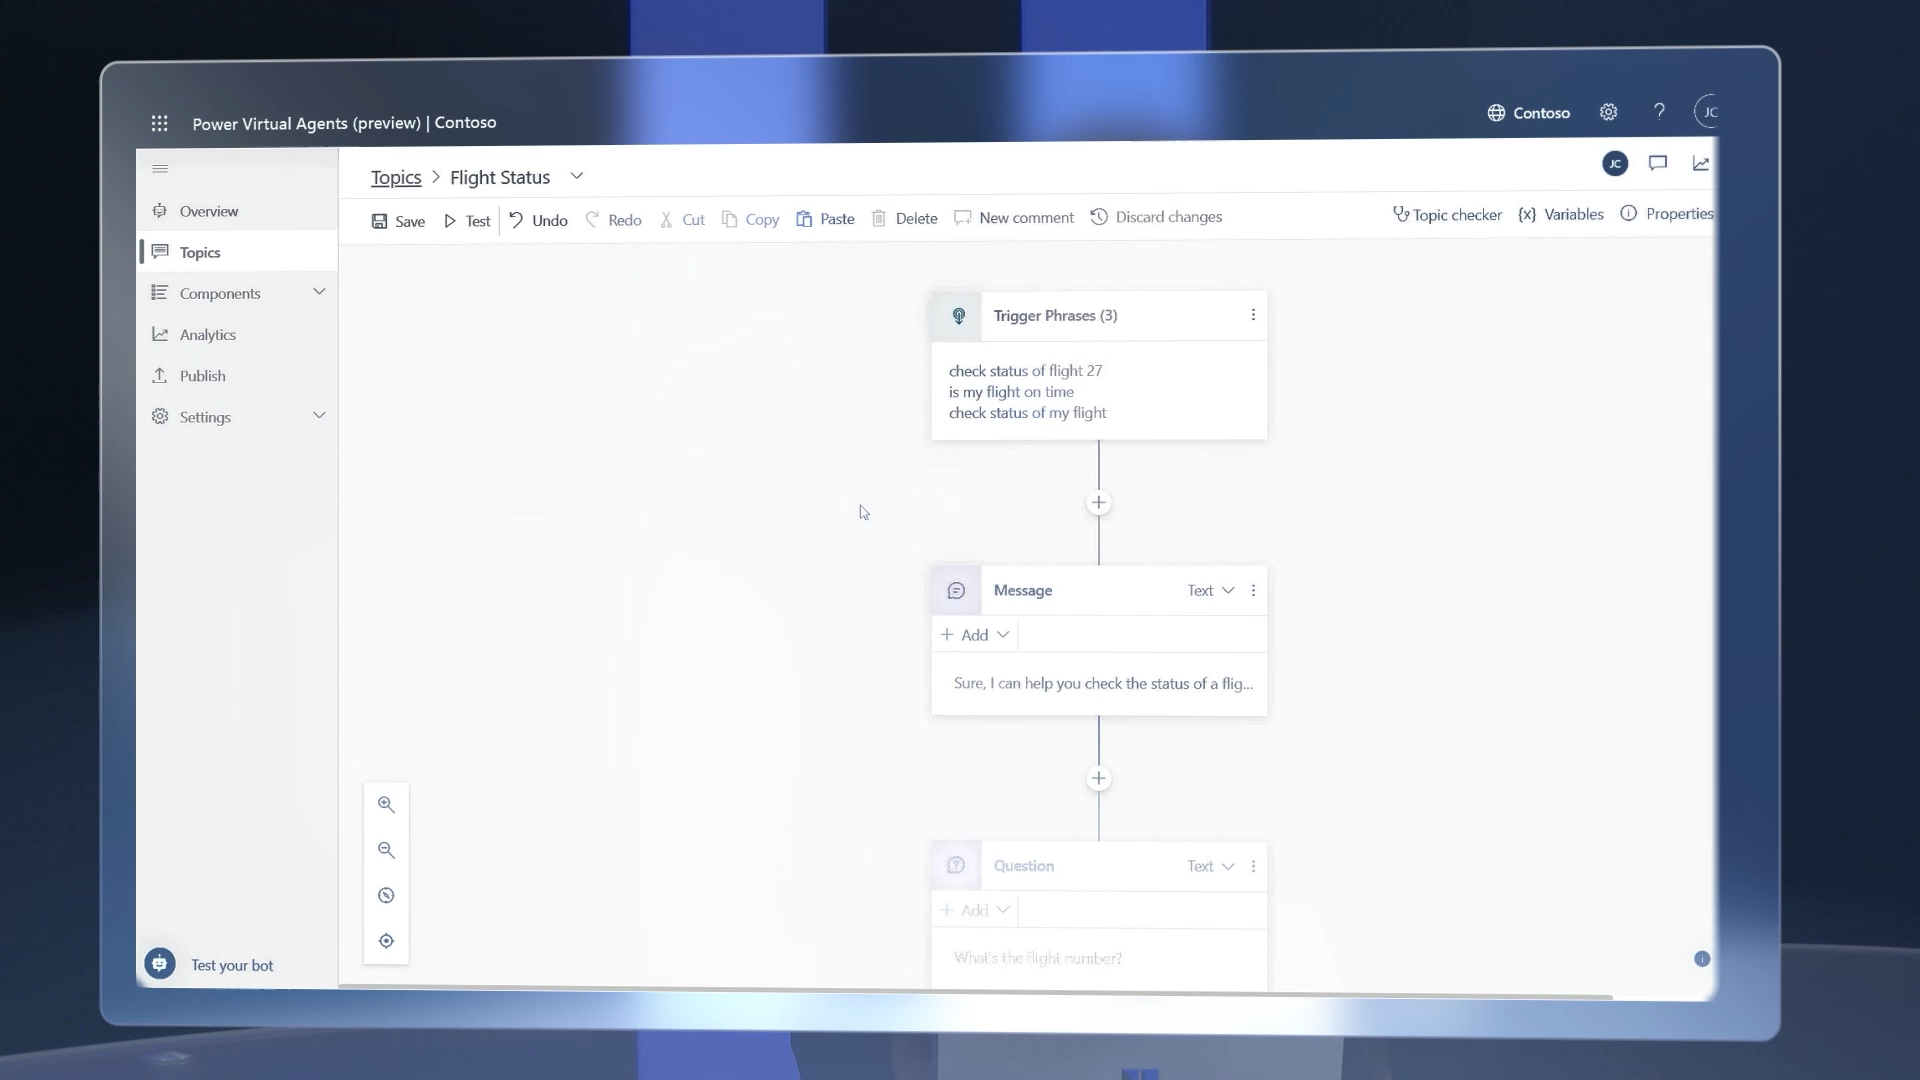 Power Virtual Agents (preview) | Contoso
Contoso
JC
Topics > Flight Status
JC
Save
Test
Undo
Redo
Cut
Copy
Paste
Delete
New comment
Discard changes
Topic checker
{x} Variables
Properties
Overview
Topics
Components
Analytics
Publish
Settings
Trigger Phrases (3)
check status of flight 27
is my flight on time
check status of my flight
Message
Text
+ Add
Sure, I can help you check the status of a flig...
Question
Text
+ Add
What's the flight number?
Test your bot